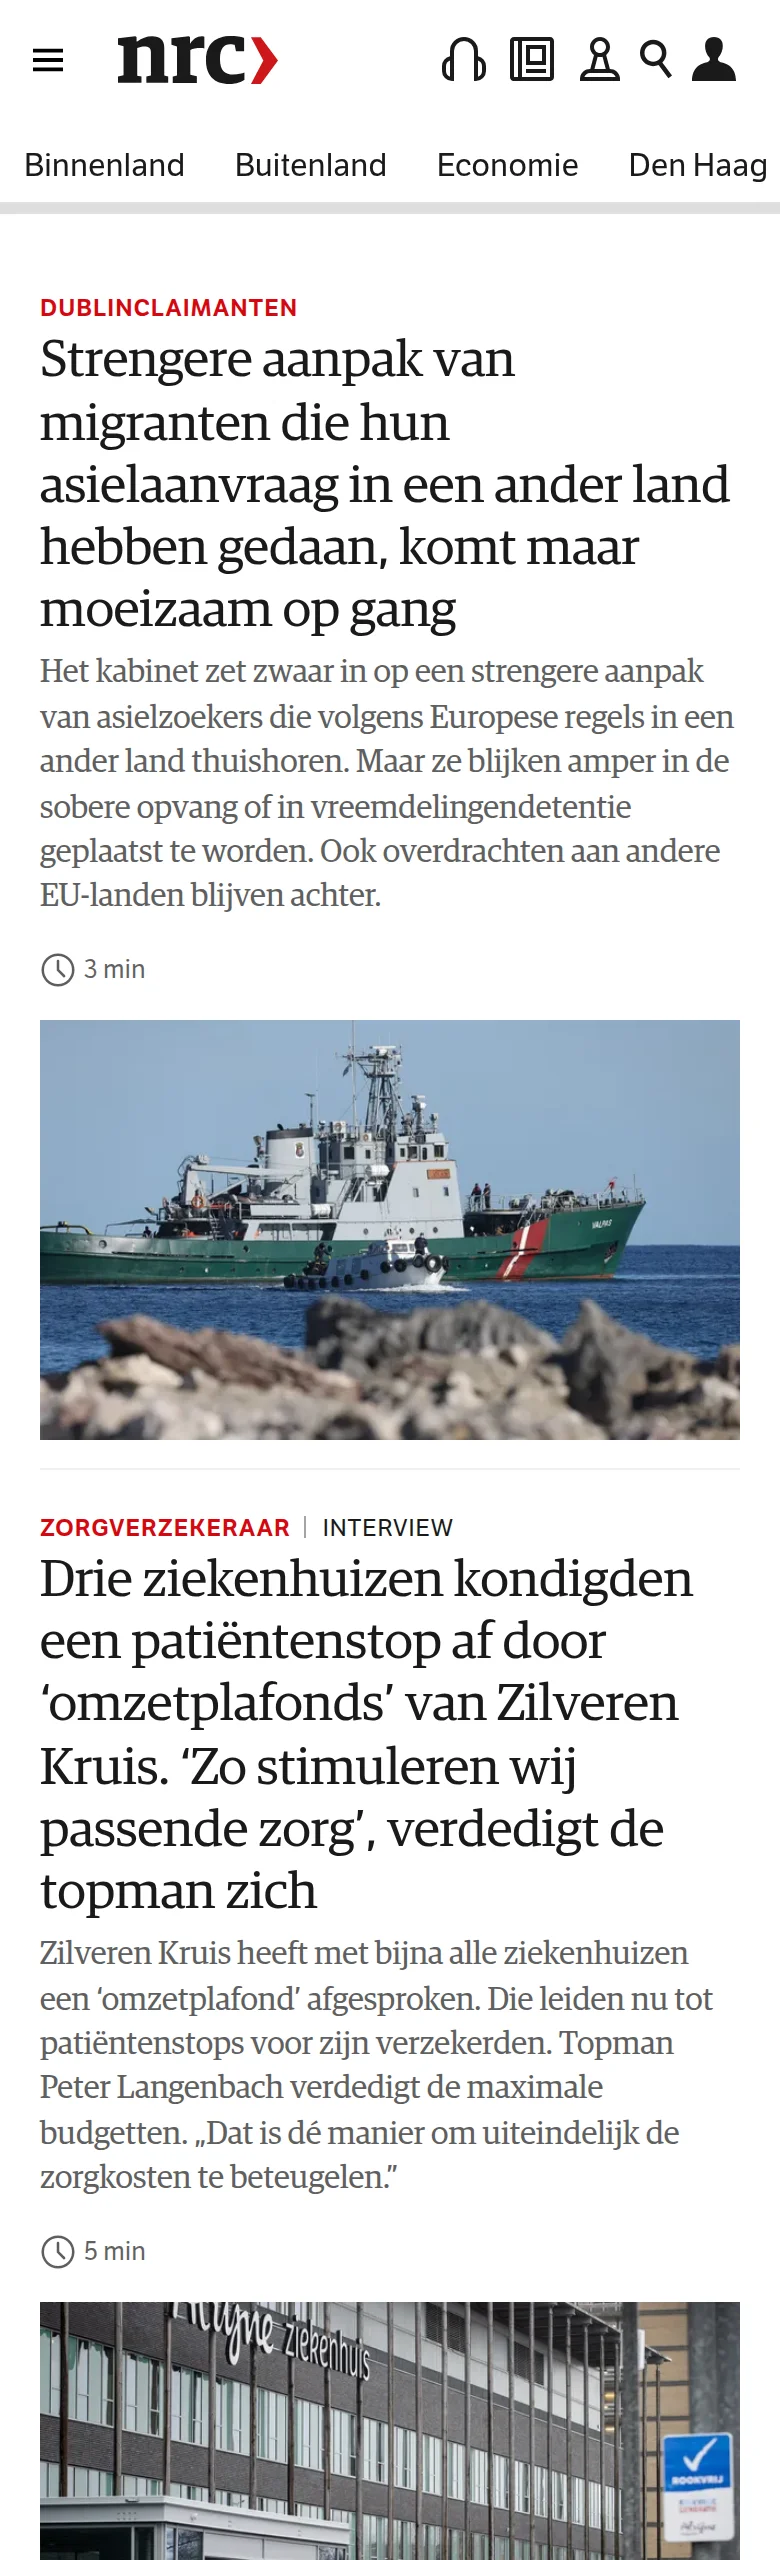 nrc
Binnenland Buitenland Economie Den Haag
DUBLINCLAIMANTEN
Strengere aanpak van
migranten die hun
asielaanvraag in een ander land
hebben gedaan, komt maar
moeizaam op gang
Het kabinet zet zwaar in op een strengere aanpak
van asielzoekers die volgens Europese regels in een
ander land thuishoren. Maar ze blijken amper in de
sobere opvang of in vreemdelingendetentie
geplaatst te worden. Ook overdrachten aan andere
EU-landen blijven achter.
3 min
VALPAS
ZORGVERZEKERAAR | INTERVIEW
Drie ziekenhuizen kondigden
een patiëntenstop af door
‘omzetplafonds’ van Zilveren
Kruis. ‘Zo stimuleren wij
passende zorg’, verdedigt de
topman zich
Zilveren Kruis heeft met bijna alle ziekenhuizen
een ‘omzetplafond’ afgesproken. Die leiden nu tot
patiëntenstops voor zijn verzekerden. Topman
Peter Langenbach verdedigt de maximale
budgetten. „Dat is dé manier om uiteindelijk de
zorgkosten te beteugelen.”
5 min
ziekenhuis
ROOKVRIJ